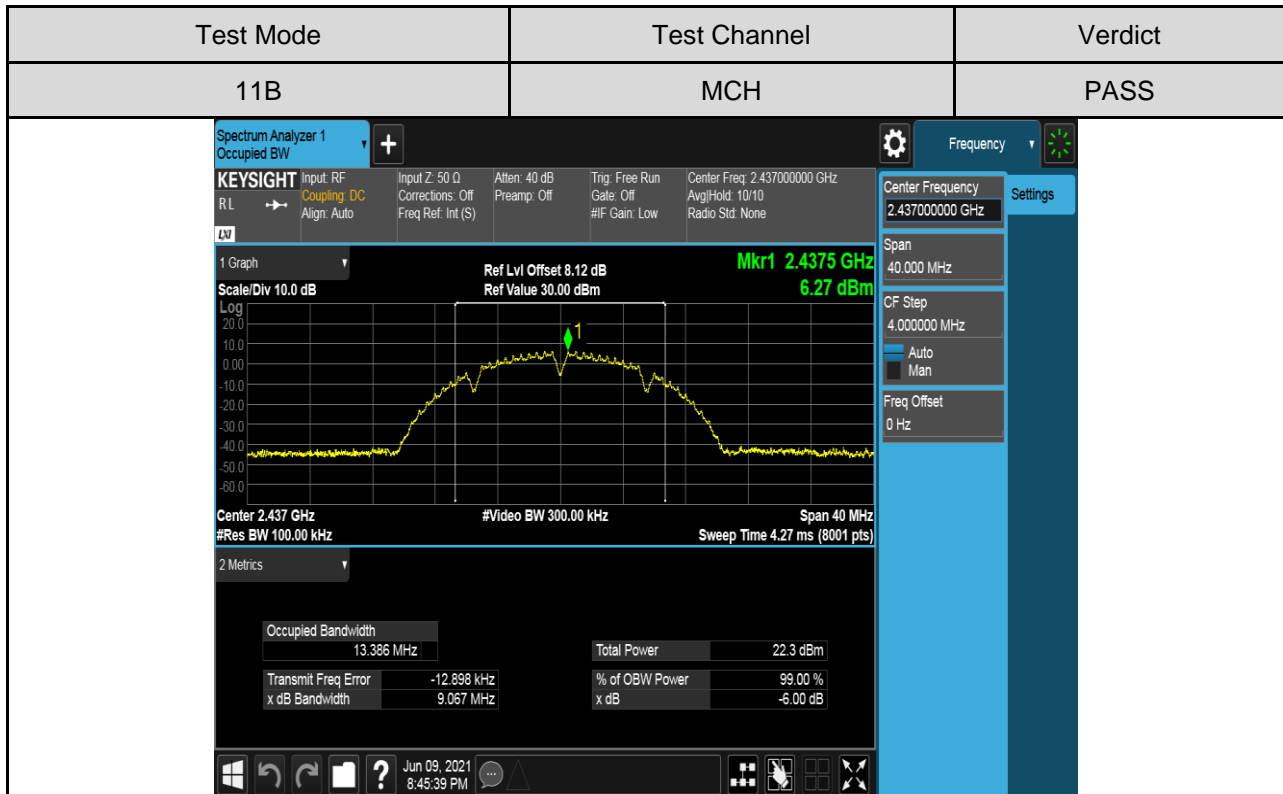 Test Mode Test Channel Verdict
11B MCH PASS
Spectrum Analyzer 1
Occupied BW
+
Frequency
KEYSIGHT Input: RF Input Z: 50 Ω Atten: 40 dB Trig: Free Run Center Freq: 2.437000000 GHz
RL Coupling: DC Corrections: Off Preamp: Off Gate: Off Avg|Hold: 10/10
Align: Auto Freq Ref: Int (S) #IF Gain: Low Radio Std: None
LXI
Center Frequency
2.437000000 GHz
Settings
Span
40.000 MHz
CF Step
4.000000 MHz
Auto
Man
Freq Offset
0 Hz
1 Graph Ref Lvl Offset 8.12 dB Mkr1 2.4375 GHz
Scale/Div 10.0 dB Ref Value 30.00 dBm 6.27 dBm
Log
20.0
10.0
0.00
-10.0
-20.0
-30.0
-40.0
-50.0
-60.0
1
Center 2.437 GHz #Video BW 300.00 kHz Span 40 MHz
#Res BW 100.00 kHz Sweep Time 4.27 ms (8001 pts)
2 Metrics
Occupied Bandwidth
13.386 MHz Total Power 22.3 dBm
Transmit Freq Error -12.898 kHz % of OBW Power 99.00 %
x dB Bandwidth 9.067 MHz x dB -6.00 dB
? Jun 09, 2021
8:45:39 PM